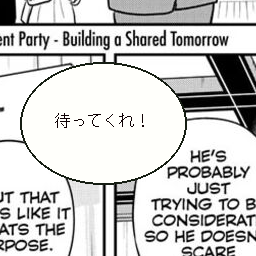 ent Party - Building a Shared Tomorrow
待ってくれ！
HE'S
PROBABLY
JUST
TRYING TO B
CONSIDERAT
SO HE DOESN
SCARE
UT THAT
S LIKE IT
ATS THE
RPOSE.